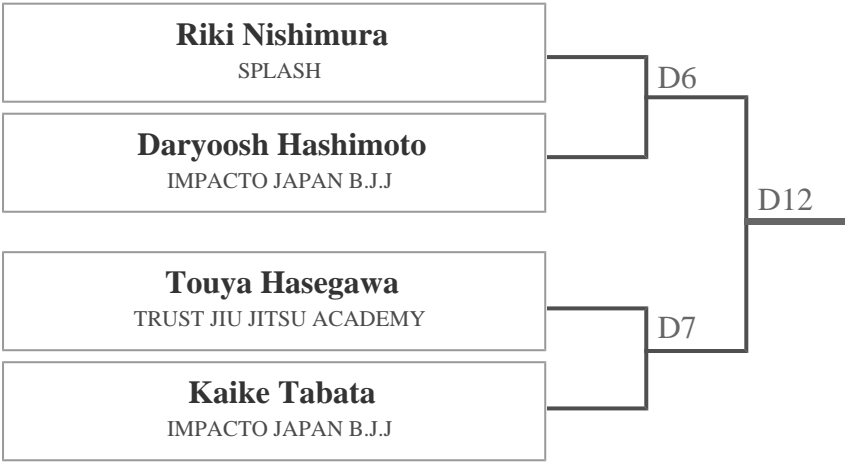 Riki Nishimura
SPLASH
D6
Daryoosh Hashimoto
IMPACTO JAPAN B.J.J
D12
Touya Hasegawa
TRUST JIU JITSU ACADEMY
D7
Kaike Tabata
IMPACTO JAPAN B.J.J